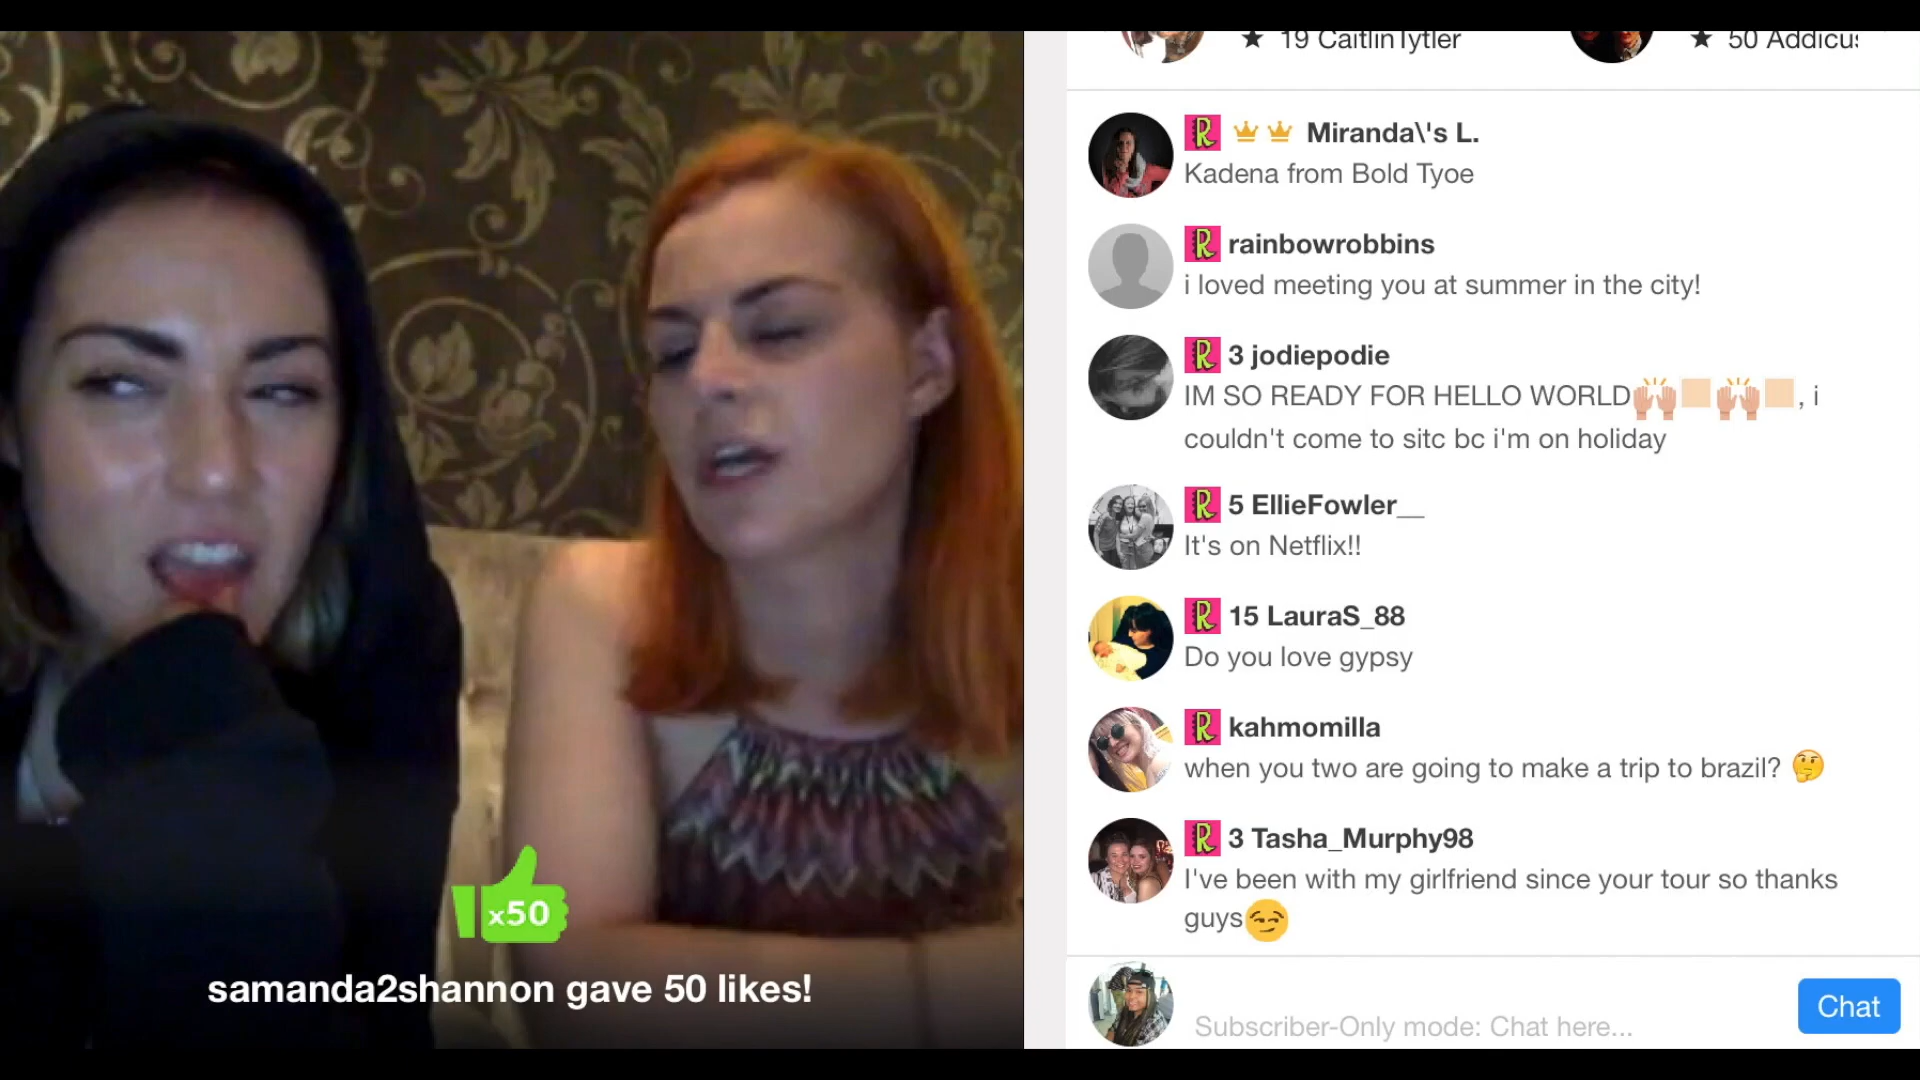 ★ 19 CaitlinTytler ★ 50 Addicu
R Miranda\'s L.
Kadena from Bold Tyoe
R rainbowrobbins
i loved meeting you at summer in the city!
R 3 jodiepodie
IM SO READY FOR HELLO WORLD🙌🏼🙌🏼, i
couldn't come to sitc bc i'm on holiday
R 5 EllieFowler__
It's on Netflix!!
R 15 LauraS_88
Do you love gypsy
R kahmomilla
when you two are going to make a trip to brazil? 🤔
R 3 Tasha_Murphy98
I've been with my girlfriend since your tour so thanks
guys😏
x50
samanda2shannon gave 50 likes!
Subscriber-Only mode: Chat here...
Chat